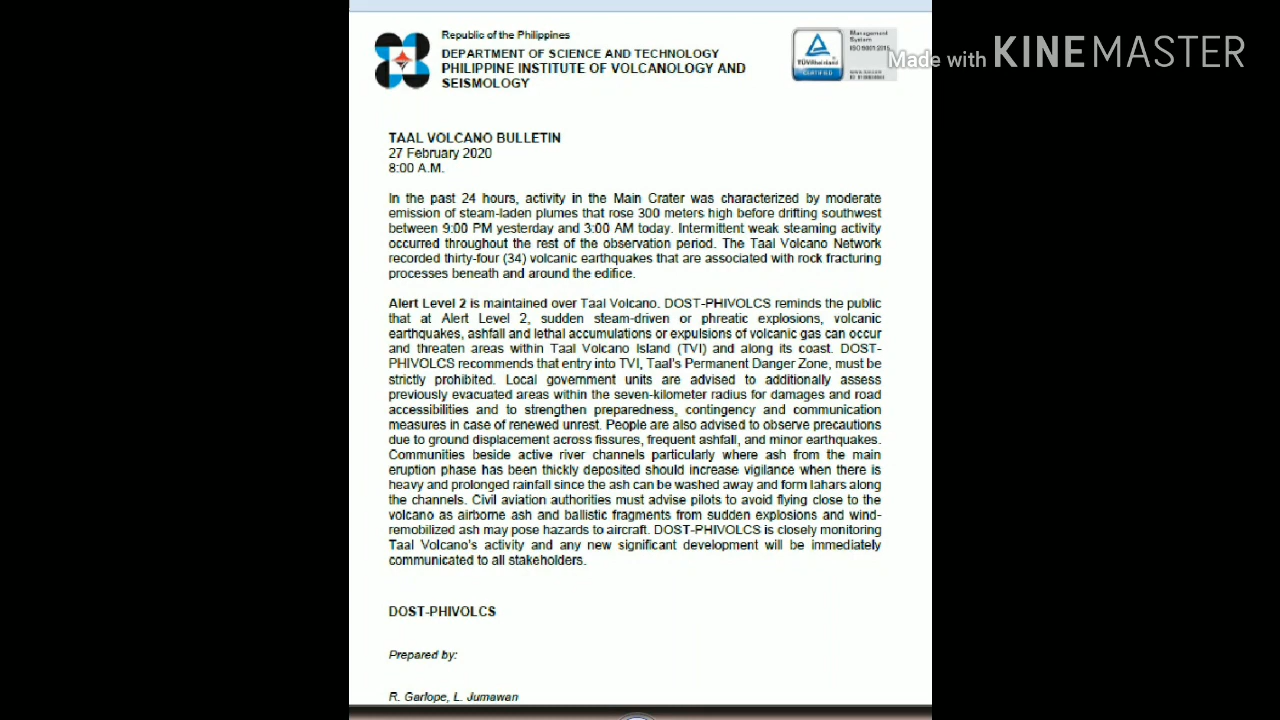 Republic of the Philippines
DEPARTMENT OF SCIENCE AND TECHNOLOGY
PHILIPPINE INSTITUTE OF VOLCANOLOGY AND
SEISMOLOGY
Management
System
ISO 9001:2015
TÜVRheinland
CERTIFIED
Made with KINEMASTER
TAAL VOLCANO BULLETIN
27 February 2020
8:00 A.M.
In the past 24 hours, activity in the Main Crater was characterized by moderate
emission of steam-laden plumes that rose 300 meters high before drifting southwest
between 9:00 PM yesterday and 3:00 AM today. Intermittent weak steaming activity
occurred throughout the rest of the observation period. The Taal Volcano Network
recorded thirty-four (34) volcanic earthquakes that are associated with rock fracturing
processes beneath and around the edifice.
Alert Level 2 is maintained over Taal Volcano. DOST-PHIVOLCS reminds the public
that at Alert Level 2, sudden steam-driven or phreatic explosions, volcanic
earthquakes, ashfall and lethal accumulations or expulsions of volcanic gas can occur
and threaten areas within Taal Volcano Island (TVI) and along its coast. DOST-
PHIVOLCS recommends that entry into TVI, Taal's Permanent Danger Zone, must be
strictly prohibited. Local government units are advised to additionally assess
previously evacuated areas within the seven-kilometer radius for damages and road
accessibilities and to strengthen preparedness, contingency and communication
measures in case of renewed unrest. People are also advised to observe precautions
due to ground displacement across fissures, frequent ashfall, and minor earthquakes.
Communities beside active river channels particularly where ash from the main
eruption phase has been thickly deposited should increase vigilance when there is
heavy and prolonged rainfall since the ash can be washed away and form lahars along
the channels. Civil aviation authorities must advise pilots to avoid flying close to the
volcano as airborne ash and ballistic fragments from sudden explosions and wind-
remobilized ash may pose hazards to aircraft. DOST-PHIVOLCS is closely monitoring
Taal Volcano's activity and any new significant development will be immediately
communicated to all stakeholders.
DOST-PHIVOLCS
Prepared by:
R. Garlope, L. Jumawan